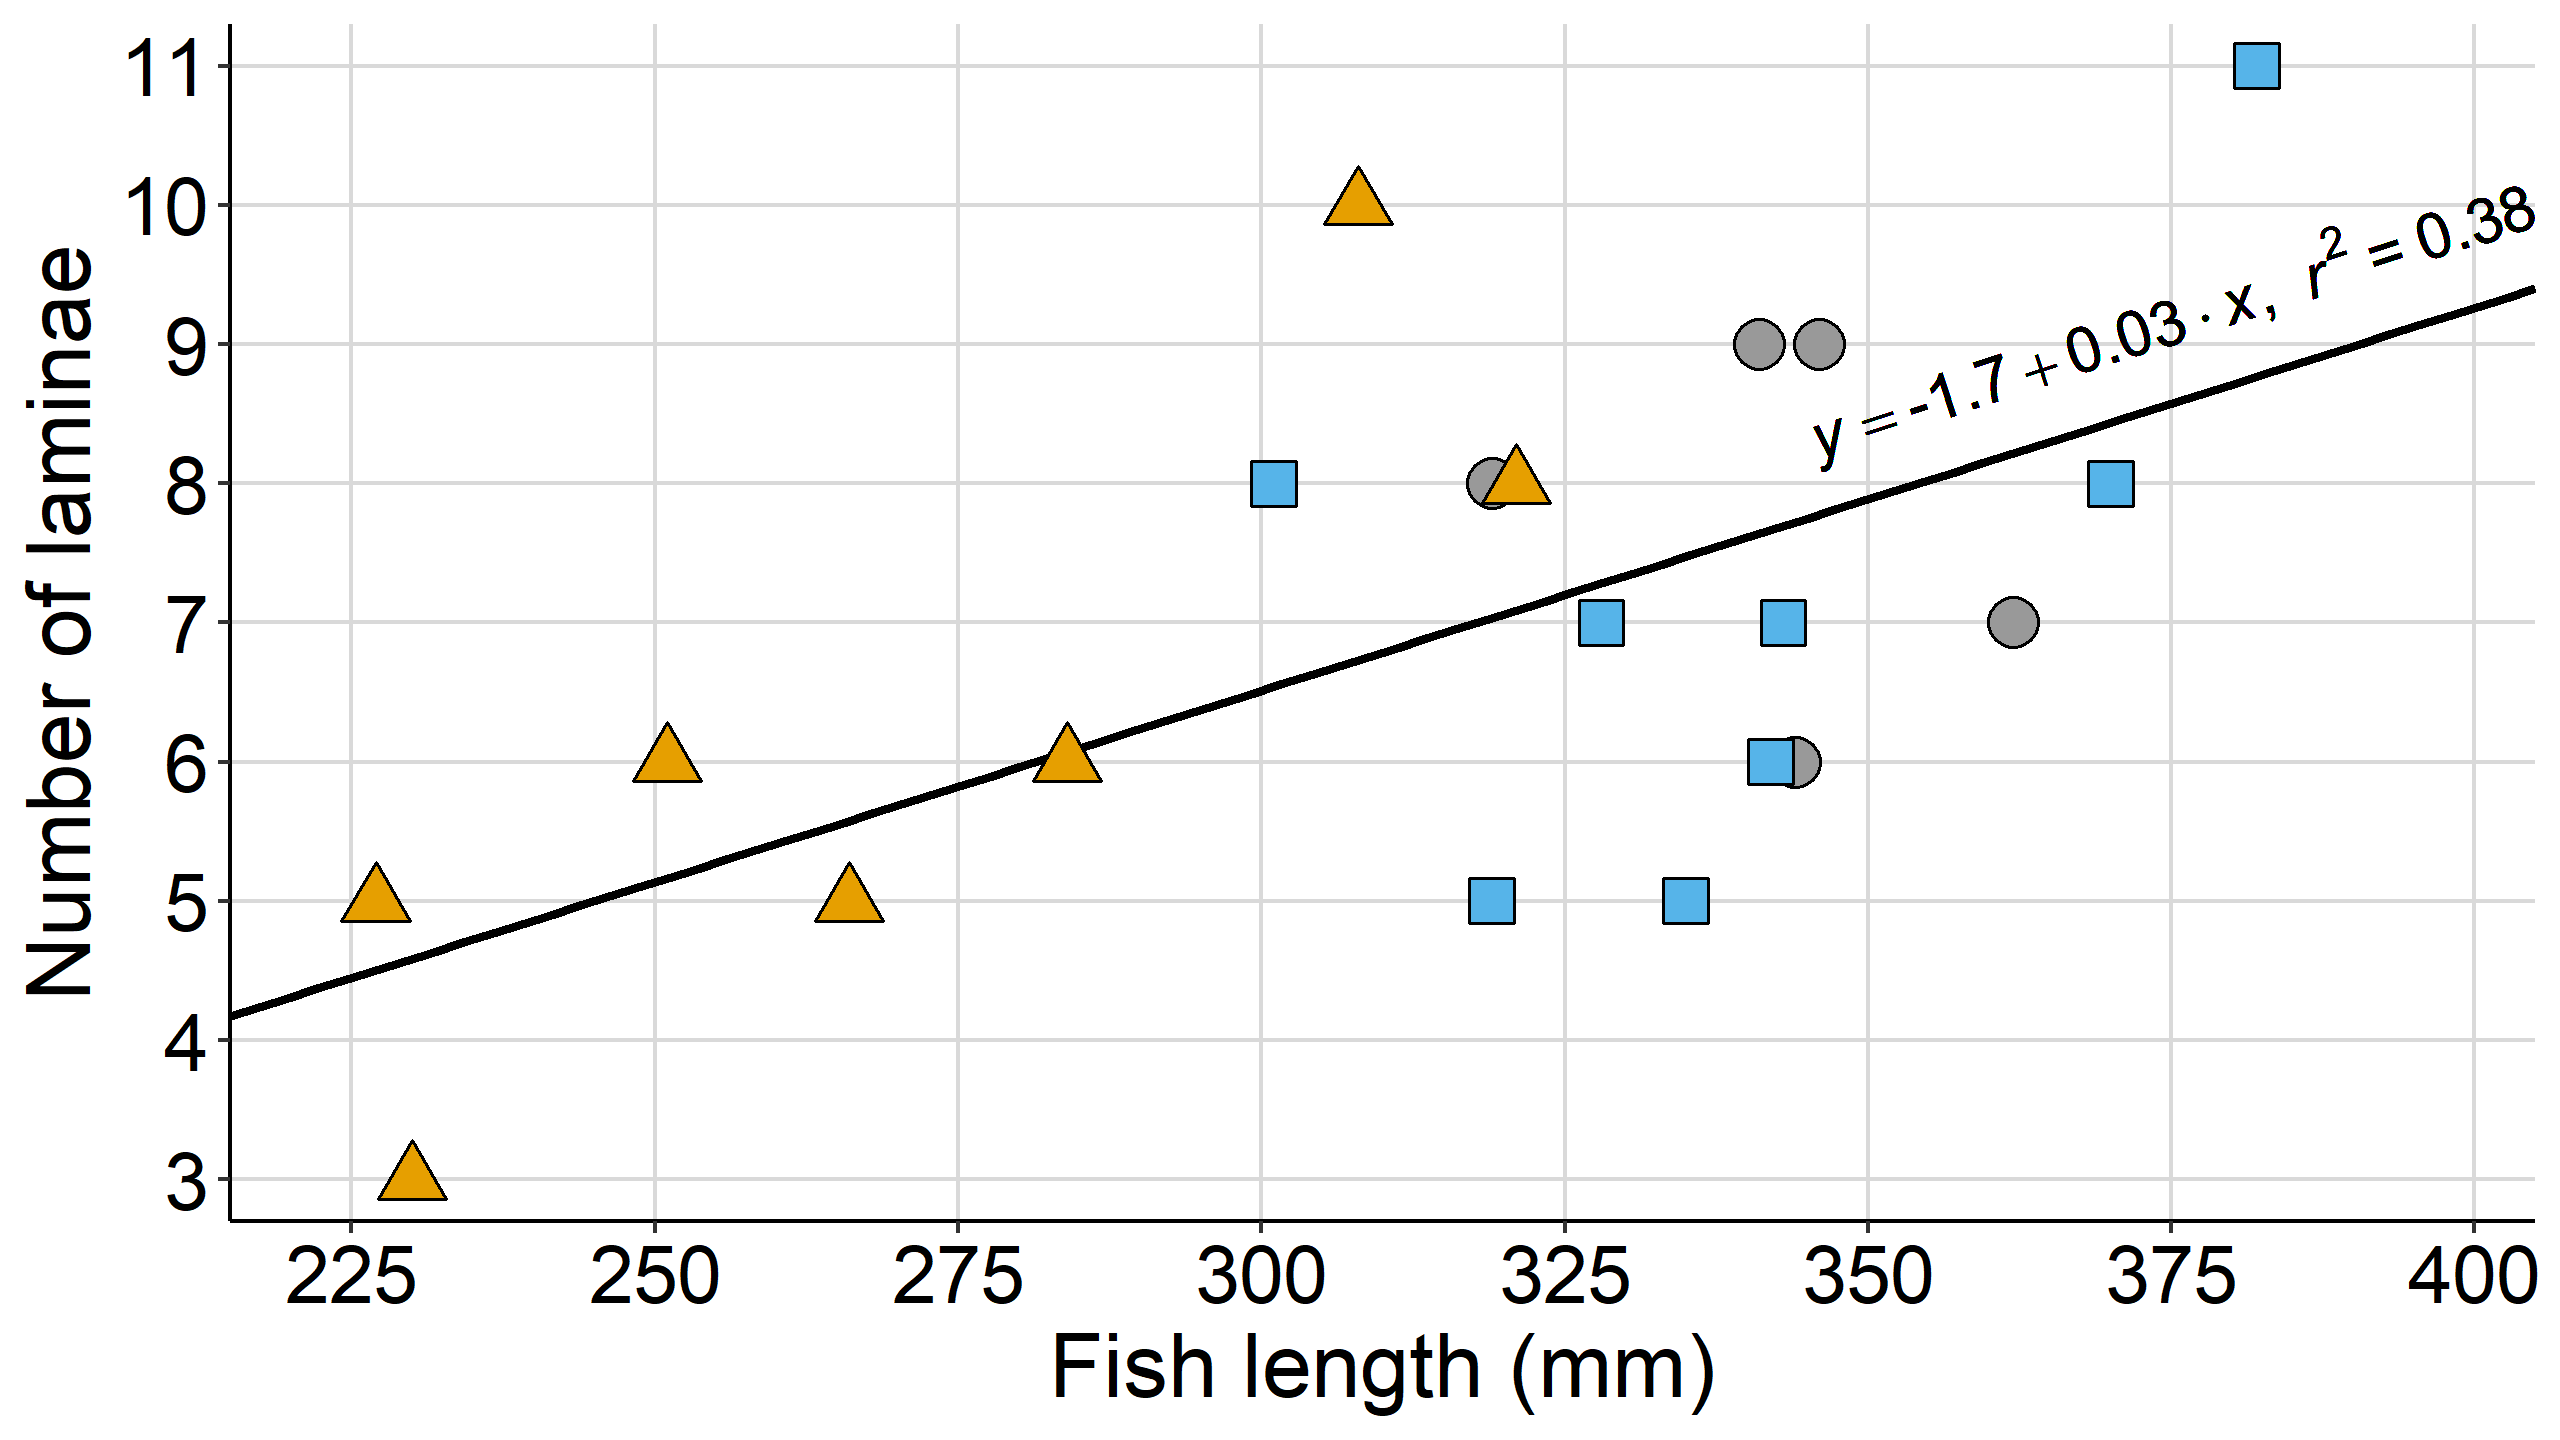 Number of laminae
11
10
9
8
7
6
5
4
3
y = -1.7 + 0.03 · x, r² = 0.38
225 250 275 300 325 350 375 400
Fish length (mm)